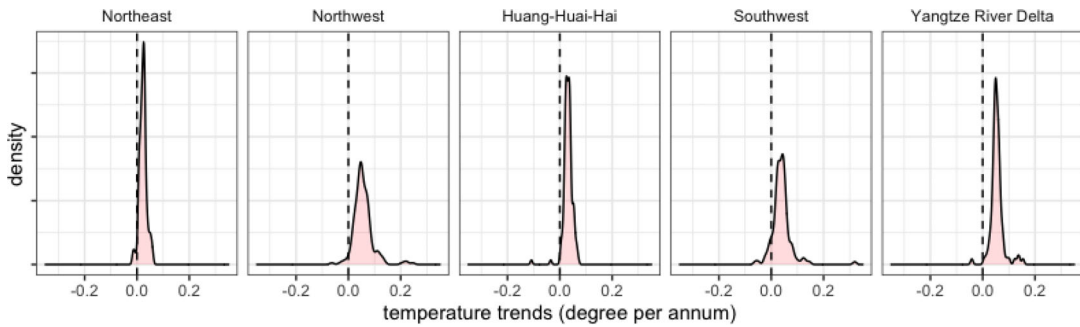 Northeast Northwest Huang-Huai-Hai Southwest Yangtze River Delta
density
-0.2 0.0 0.2 -0.2 0.0 0.2 -0.2 0.0 0.2 -0.2 0.0 0.2 -0.2 0.0 0.2
temperature trends (degree per annum)